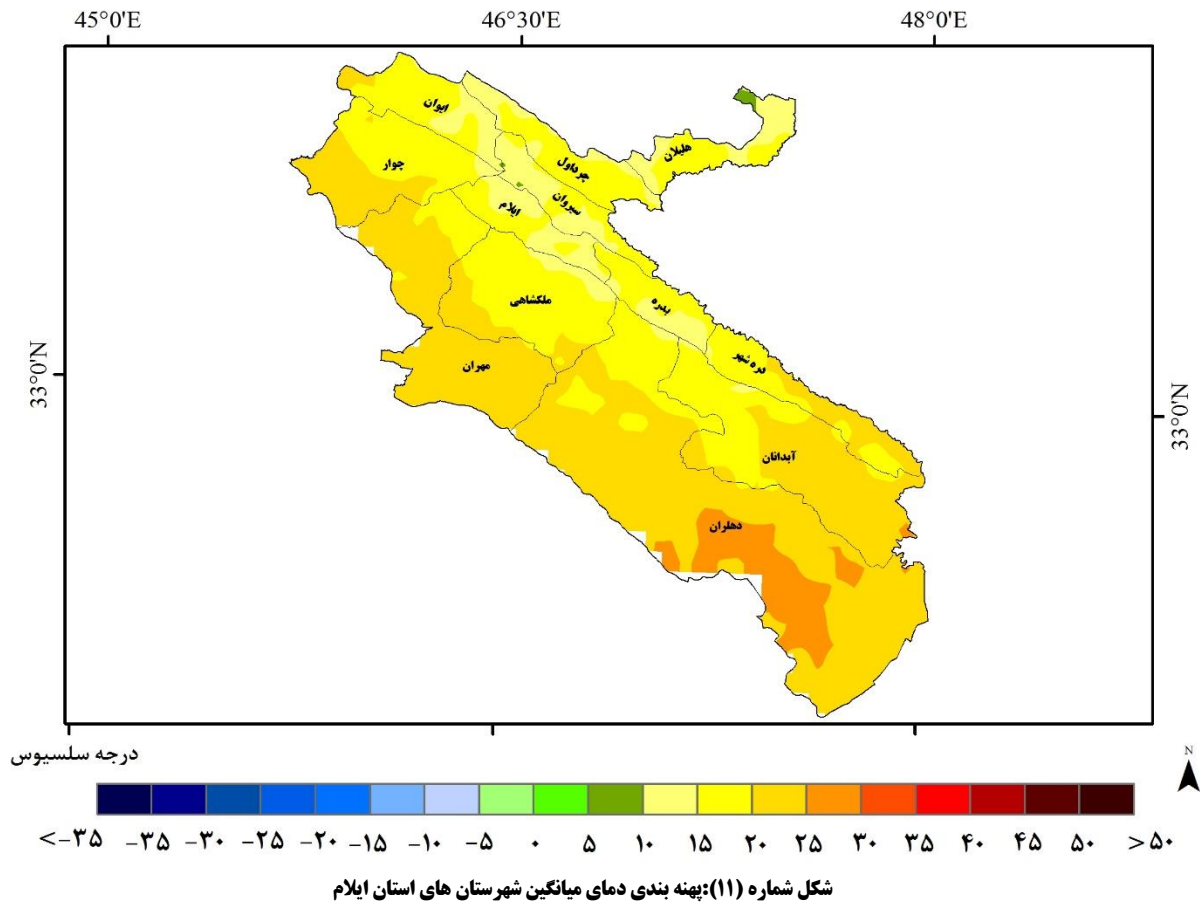 45°0'E 46°30'E 48°0'E
33°0'N
33°0'N
ایوان
هلیلان
چرداول
چوار
سیروان
ایلام
ملکشاهی
بدره
دره شهر
مهران
آبدانان
دهلران
درجه سلسیوس
N
<-۳۵ -۳۵ -۳۰ -۲۵ -۲۰ -۱۵ -۱۰ -۵ ۰ ۵ ۱۰ ۱۵ ۲۰ ۲۵ ۳۰ ۳۵ ۴۰ ۴۵ ۵۰ >۵۰
شکل شماره (۱۱):پهنه بندی دمای میانگین شهرستان های استان ایلام